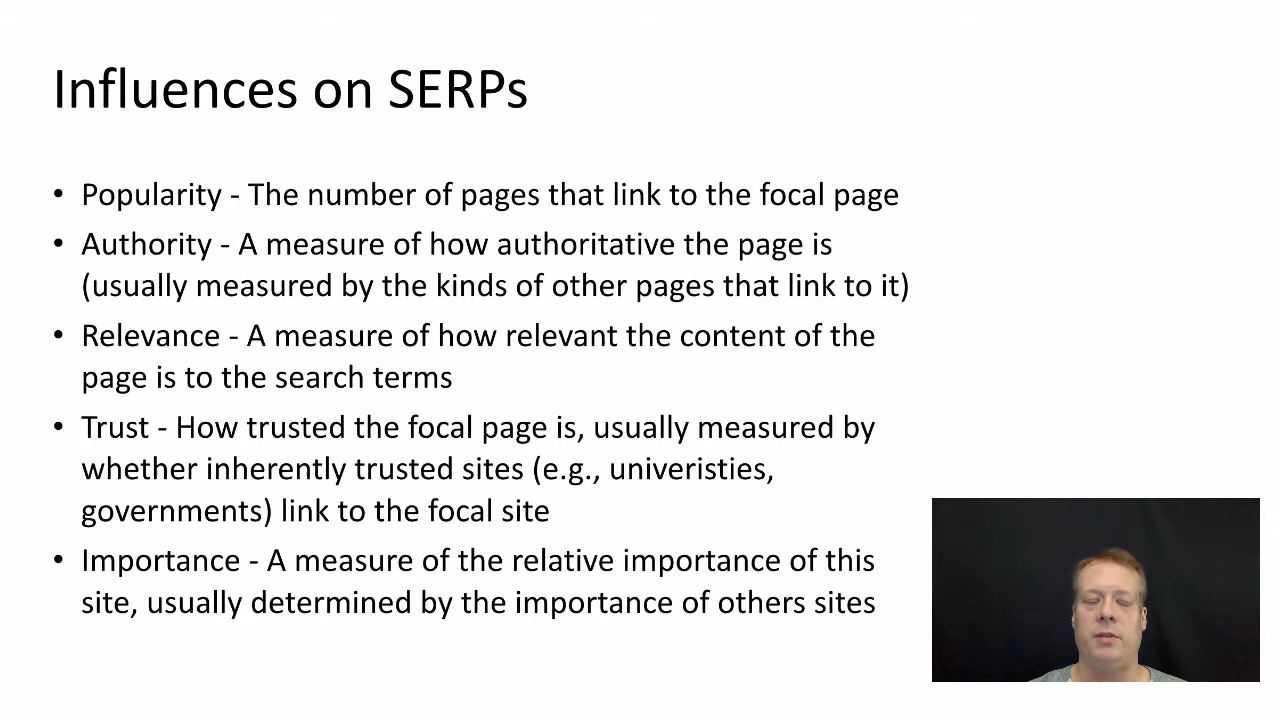 Influences on SERPs
• Popularity - The number of pages that link to the focal page
• Authority - A measure of how authoritative the page is
(usually measured by the kinds of other pages that link to it)
• Relevance - A measure of how relevant the content of the
page is to the search terms
• Trust - How trusted the focal page is, usually measured by
whether inherently trusted sites (e.g., univeristies,
governments) link to the focal site
• Importance - A measure of the relative importance of this
site, usually determined by the importance of others sites